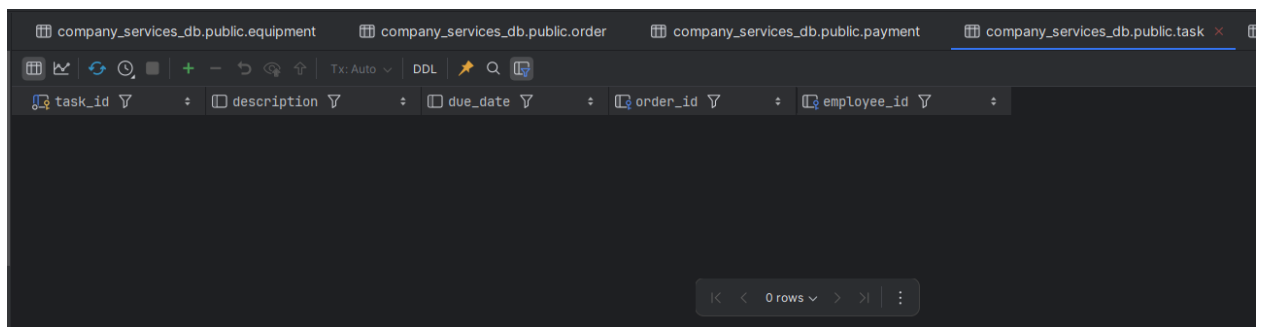 company_services_db.public.equipment company_services_db.public.order company_services_db.public.payment company_services_db.public.task
Tx: Auto DDL
task_id description due_date order_id employee_id
0 rows